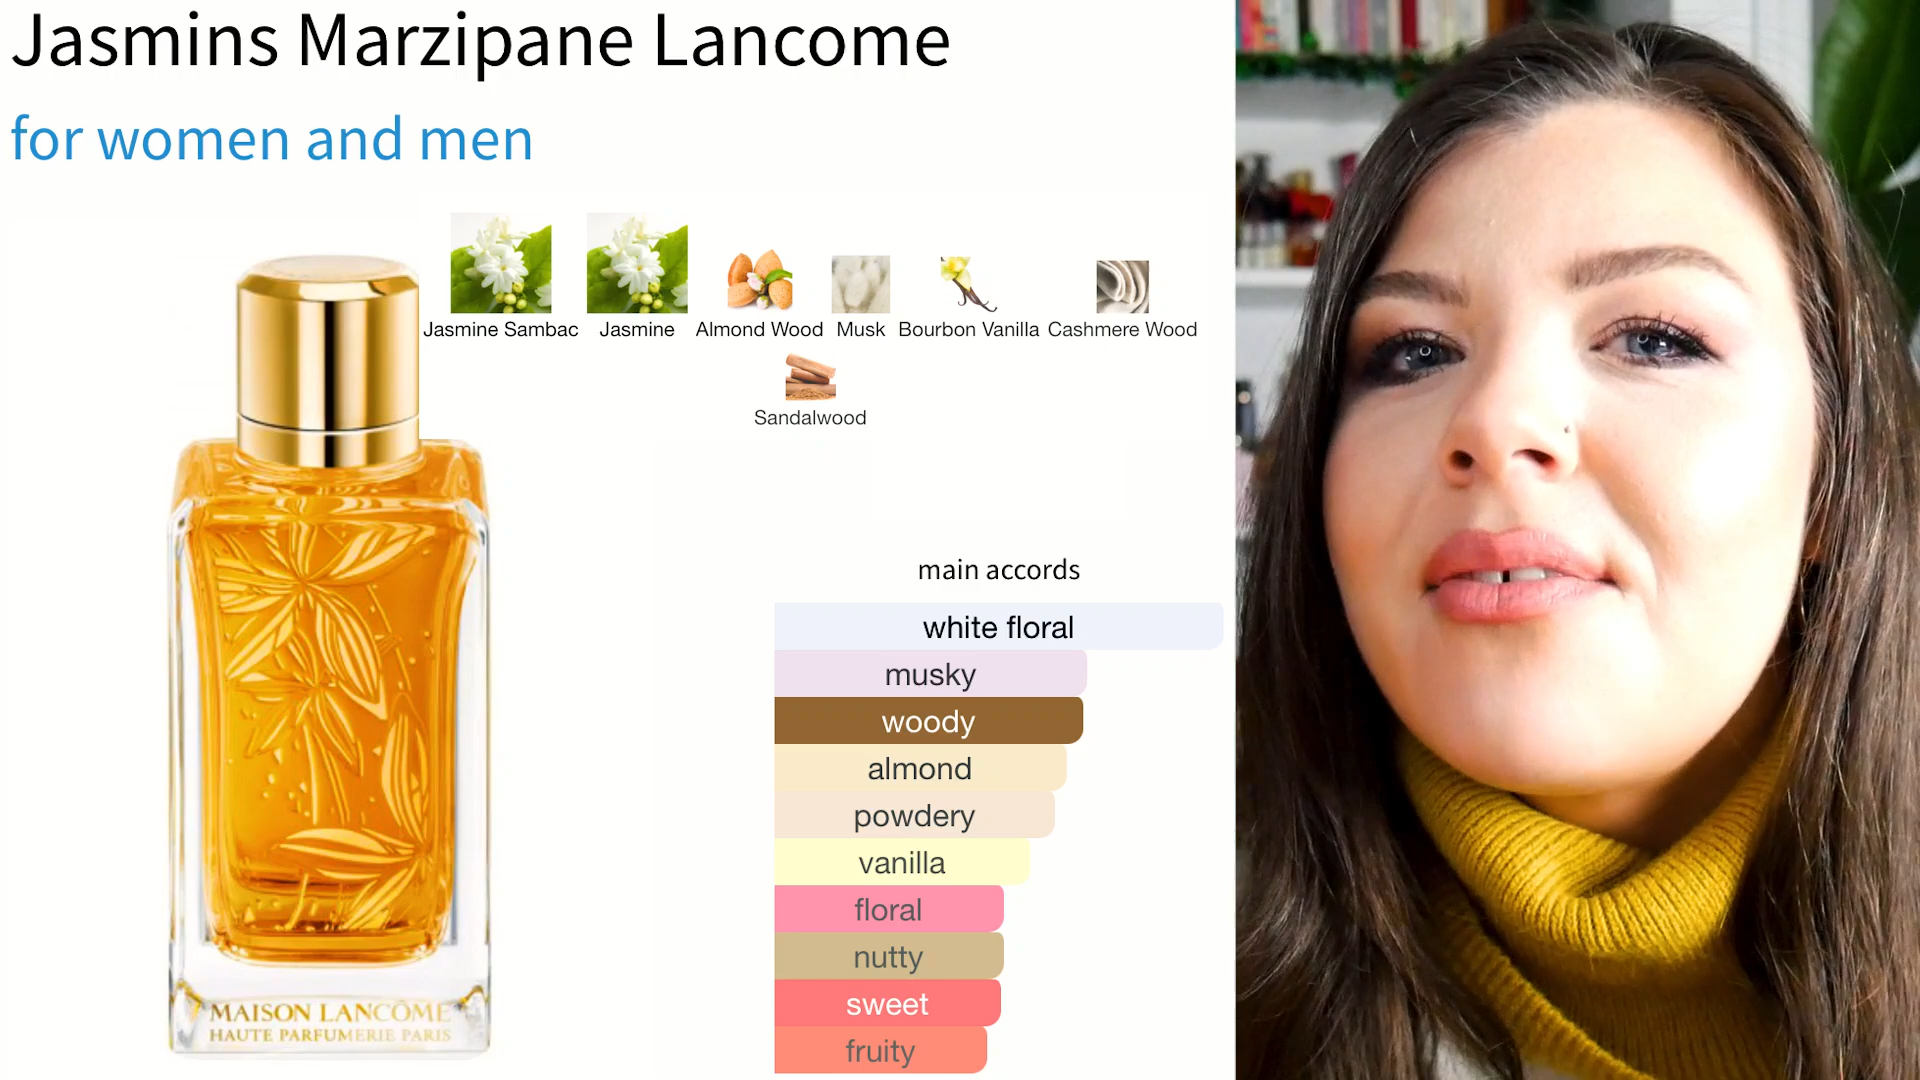 Jasmins Marzipane Lancome
for women and men
Jasmine Sambac Jasmine Almond Wood Musk Bourbon Vanilla Cashmere Wood
Sandalwood
main accords
white floral
musky
woody
almond
powdery
vanilla
floral
nutty
sweet
fruity
MAISON LANCÔME
HAUTE PARFUMERIE PARIS